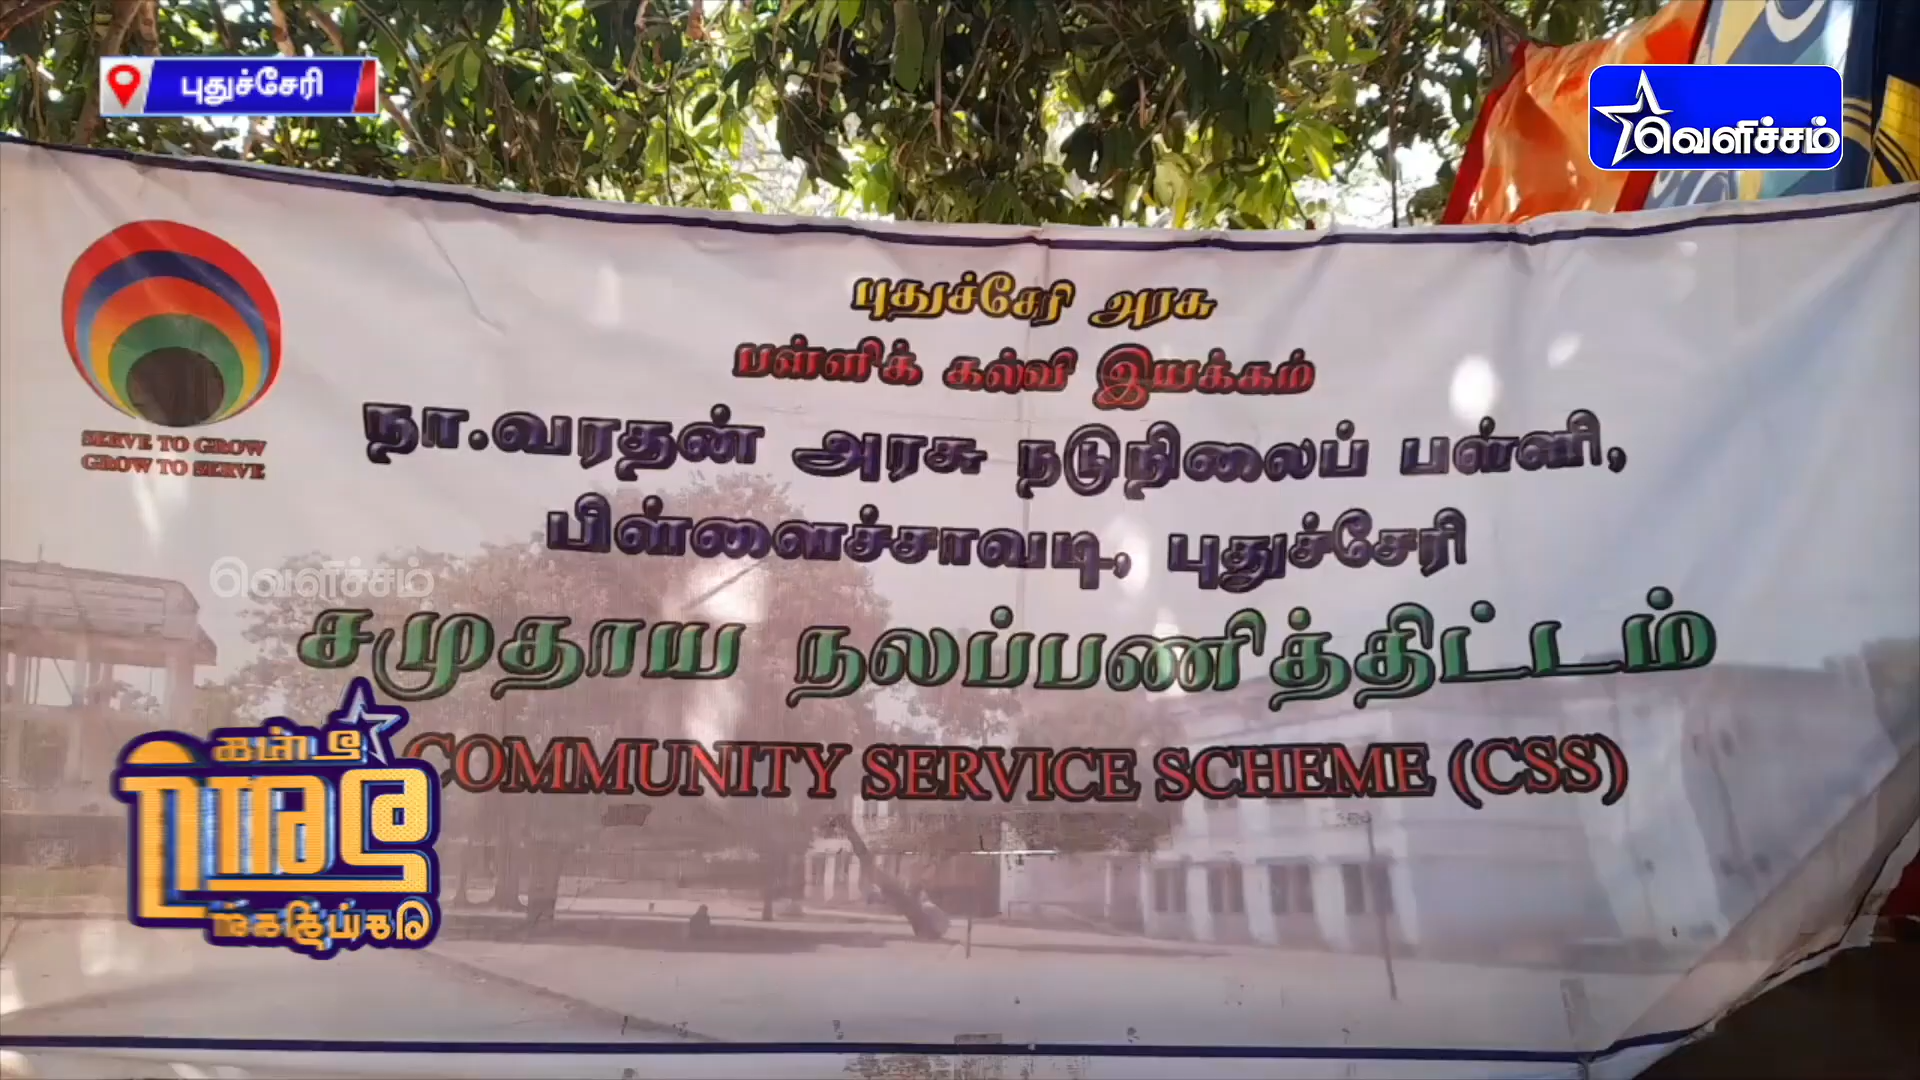 புதுச்சேரி
வெளிச்சம்
புதுச்சேரி அரசு
பள்ளிக் கல்வி இயக்கம்
நா.வரதன் அரசு நடுநிலைப் பள்ளி,
SERVE TO GROW
GROW TO SERVE
பிள்ளைச்சாவடி, புதுச்சேரி
வெளிச்சம்
சமுதாய நலப்பணித்திட்டம்
COMMUNITY SERVICE SCHEME (CSS)